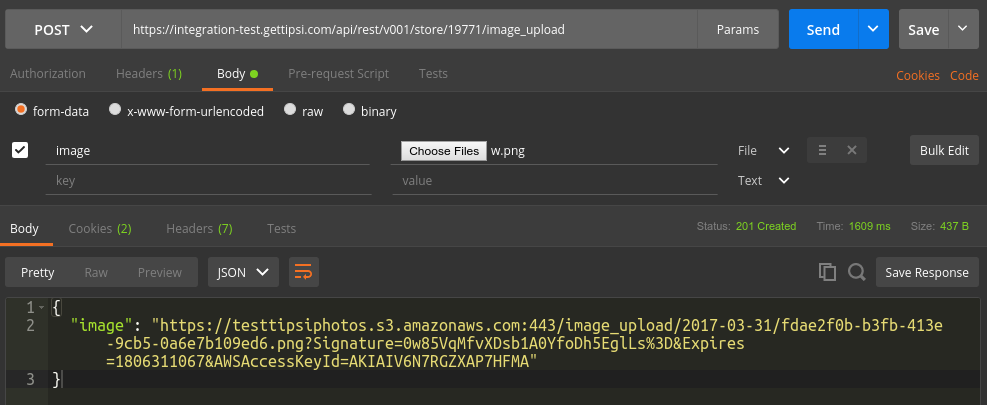 POST https://integration-test.gettipsi.com/api/rest/v001/store/19771/image_upload Params Send Save
Authorization Headers (1) Body Pre-request Script Tests Cookies Code
form-data x-www-form-urlencoded raw binary
image Choose Files w.png File Bulk Edit
key value Text
Body Cookies (2) Headers (7) Tests Status: 201 Created Time: 1609 ms Size: 437 B
Pretty Raw Preview JSON Save Response
1 {
2 "image": "https://testtipsiphotos.s3.amazonaws.com:443/image_upload/2017-03-31/fdae2f0b-b3fb-413e
-9cb5-0a6e7b109ed6.png?Signature=0w85VqMfvXDsb1A0YfoDh5EglLs%3D&Expires
=1806311067&AWSAccessKeyId=AKIAIV6N7RGZXAP7HFMA"
3 }